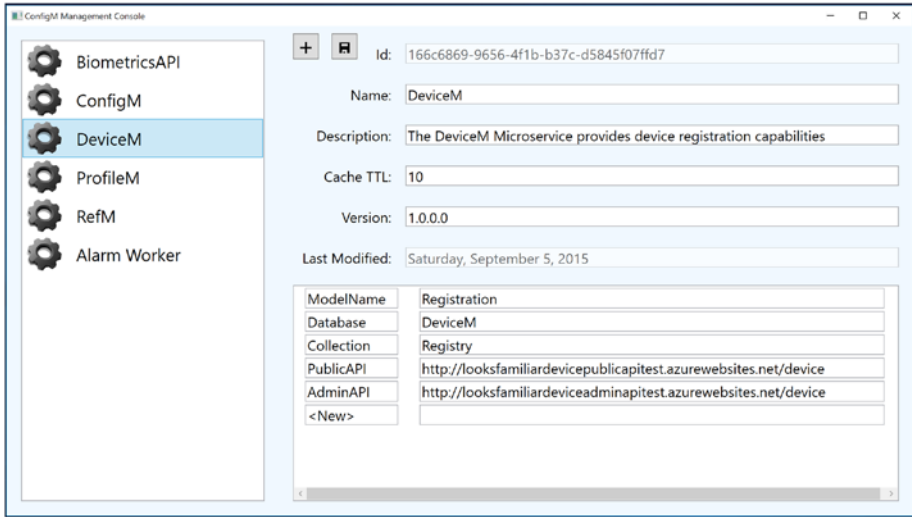 ConfigM Management Console
BiometricsAPI
ConfigM
DeviceM
ProfileM
RefM
Alarm Worker
Id: 166c6869-9656-4f1b-b37c-d5845f07ffd7
Name: DeviceM
Description: The DeviceM Microservice provides device registration capabilities
Cache TTL: 10
Version: 1.0.0.0
Last Modified: Saturday, September 5, 2015
ModelName Registration
Database DeviceM
Collection Registry
PublicAPI http://looksfamiliardevicepublicapitest.azurewebsites.net/device
AdminAPI http://looksfamiliardeviceadminapitest.azurewebsites.net/device
<New>